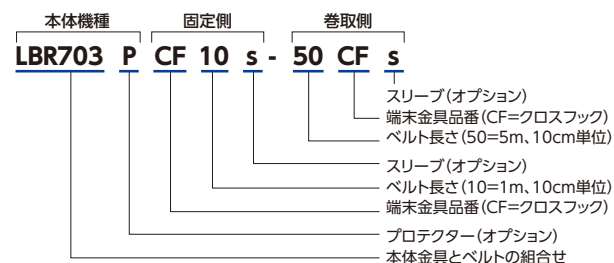 本体機種 固定側 巻取側
LBR703 P CF 10 s - 50 CF s
スリーブ(オプション)
端末金具品番(CF=クロスフック)
ベルト長さ(50=5m、10cm単位)
スリーブ(オプション)
ベルト長さ(10=1m、10cm単位)
端末金具品番(CF=クロスフック)
プロテクター(オプション)
本体金具とベルトの組合せ